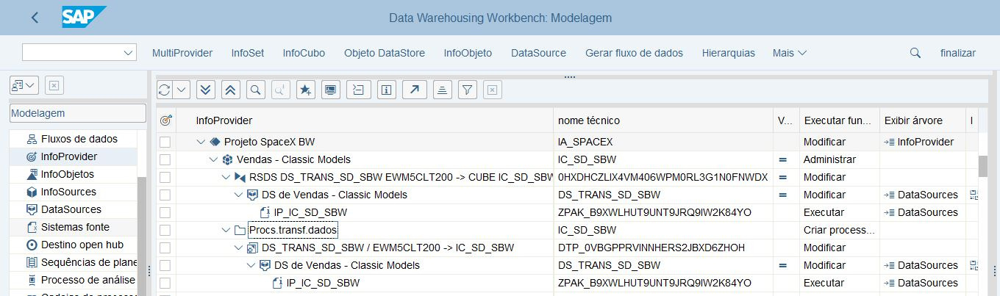 SAP
Data Warehousing Workbench: Modelagem
MultiProvider InfoSet InfoCubo Objeto DataStore InfoObjeto DataSource Gerar fluxo de dados Hierarquias Mais finalizar
Modelagem
Fluxos de dados
InfoProvider
InfoObjetos
InfoSources
DataSources
Sistemas fonte
Destino open hub
Sequências de plane
Processo de análise
InfoProvider nome técnico V... Executar fun... Exibir árvore I
Projeto SpaceX BW IA_SPACEX Modificar InfoProvider
Vendas - Classic Models IC_SD_SBW = Administrar
RSDS DS_TRANS_SD_SBW EWM5CLT200 -> CUBE IC_SD_SBW 0HXDHCZLIX4VM406WPM0RL3G1N0FNWDX = Modificar
DS de Vendas - Classic Models DS_TRANS_SD_SBW = Modificar DataSources
IP_IC_SD_SBW ZPAK_B9XWLHUT9UNT9JRQ9IW2K84YO Executar DataSources
Procs.transf.dados IC_SD_SBW Criar process...
DS_TRANS_SD_SBW / EWM5CLT200 -> IC_SD_SBW DTP_0VBGPPRVINNHERS2JBXD6ZHOH Modificar
DS de Vendas - Classic Models DS_TRANS_SD_SBW = Modificar DataSources
IP_IC_SD_SBW ZPAK_B9XWLHUT9UNT9JRQ9IW2K84YO Executar DataSources